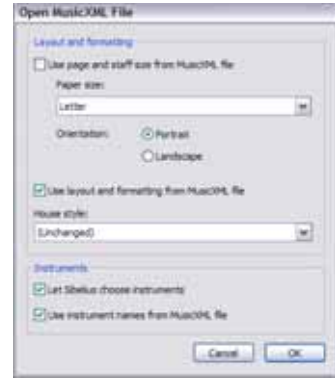 Open MusicXML File
Layout and formatting
Use page and staff size from MusicXML file
Paper size:
Letter
Orientation:
Portrait
Landscape
Use layout and formatting from MusicXML file
House style:
(Unchanged)
Instruments
Let Sibelius choose instruments
Use instrument names from MusicXML file
Cancel
OK